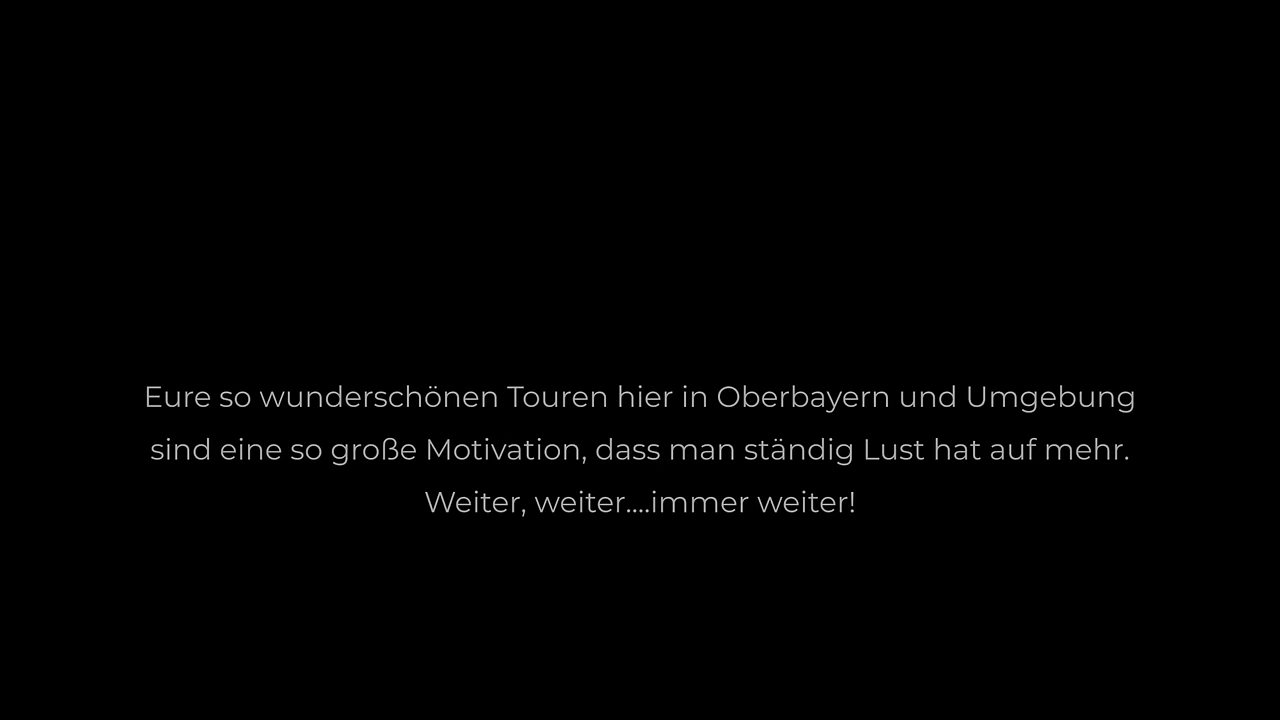 Eure so wunderschönen Touren hier in Oberbayern und Umgebung
sind eine so große Motivation, dass man ständig Lust hat auf mehr.
Weiter, weiter....immer weiter!